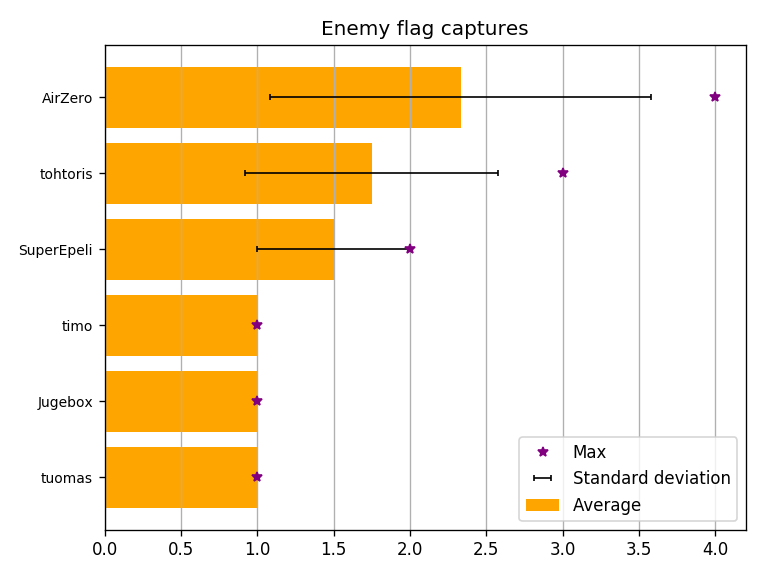 Enemy flag captures
AirZero
tohtoris
SuperEpeli
timo
Jugebox
tuomas
Max
Standard deviation
Average
0.0 0.5 1.0 1.5 2.0 2.5 3.0 3.5 4.0